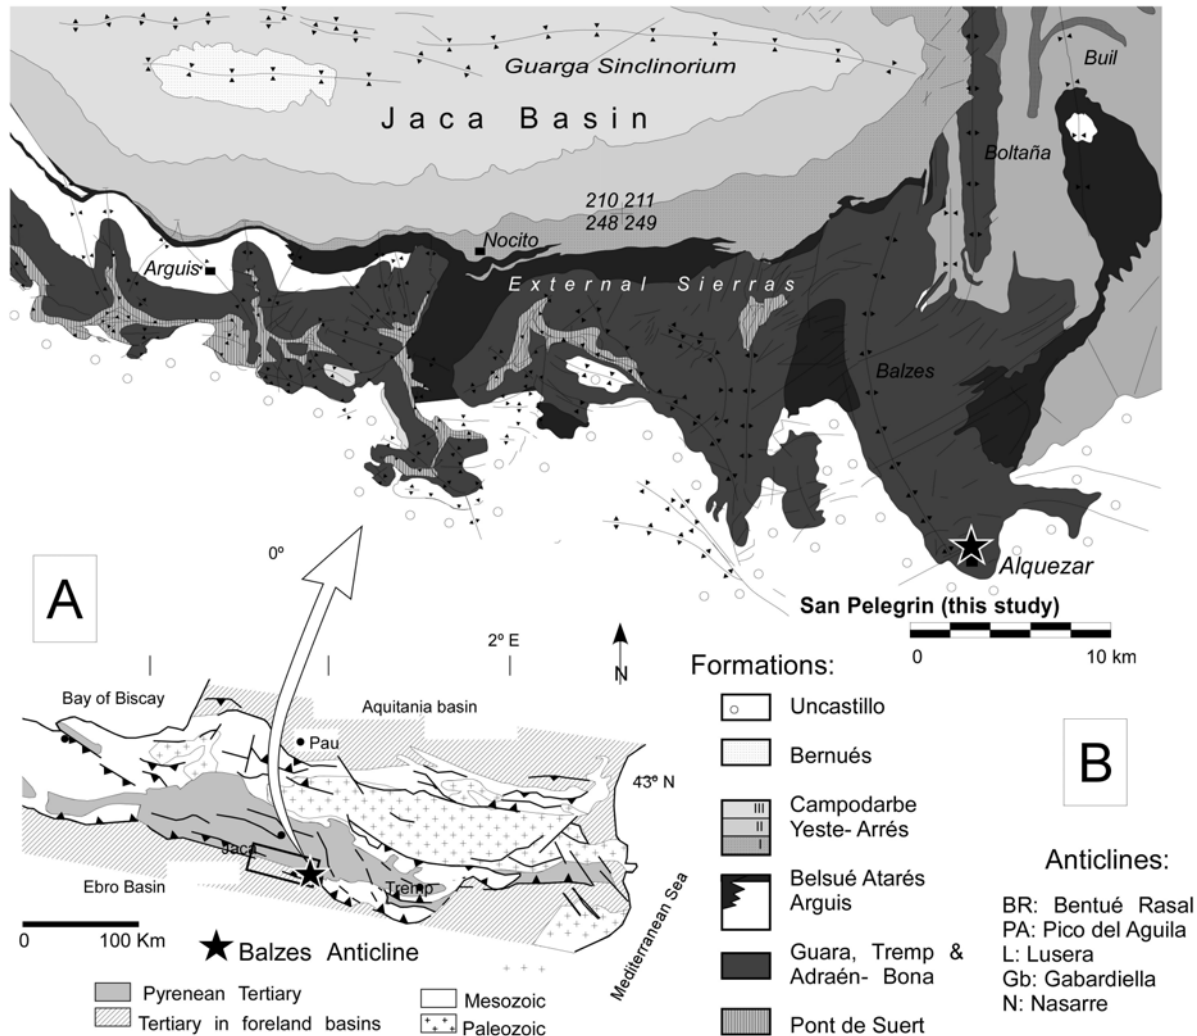 Guarga Sinclinorium
Jaca Basin
Buil
Boltaña
210 211
248 249
Nocito
Arguis
External Sierras
Balzes
Alquezar
San Pelegrin (this study)
0 10 km
A
0º
2º E
N
Bay of Biscay
Aquitania basin
Pau
43º N
Jaca
Tremp
Ebro Basin
Mediterranean Sea
0 100 Km
Balzes Anticline
Pyrenean Tertiary
Tertiary in foreland basins
Mesozoic
Paleozoic
Formations:
Uncastillo
Bernués
III
II
I
Campodarbe
Yeste- Arrés
Belsué Atarés
Arguis
Guara, Tremp &
Adraén- Bona
Pont de Suert
B
Anticlines:
BR: Bentué Rasal
PA: Pico del Aguila
L: Lusera
Gb: Gabardiella
N: Nasarre